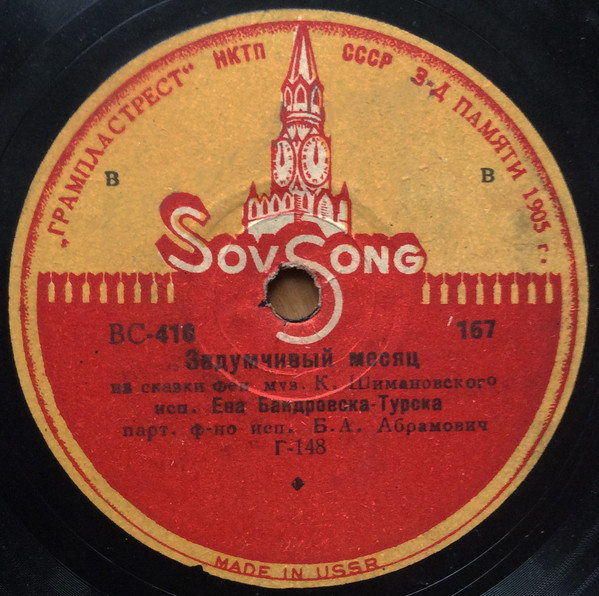 „ГРАМПЛАСТРЕСТ“ НКТП СССР З-Д ПАМЯТИ 1905 г.
В В
SOVSONG
ВС-416 167
Задумчивый месяц
из сказки феи муз. К. Шимановского
исп. Ева Бандровска-Турска
парт. ф-но исп. Б.А. Абрамович
Г-148
MADE IN USSR.